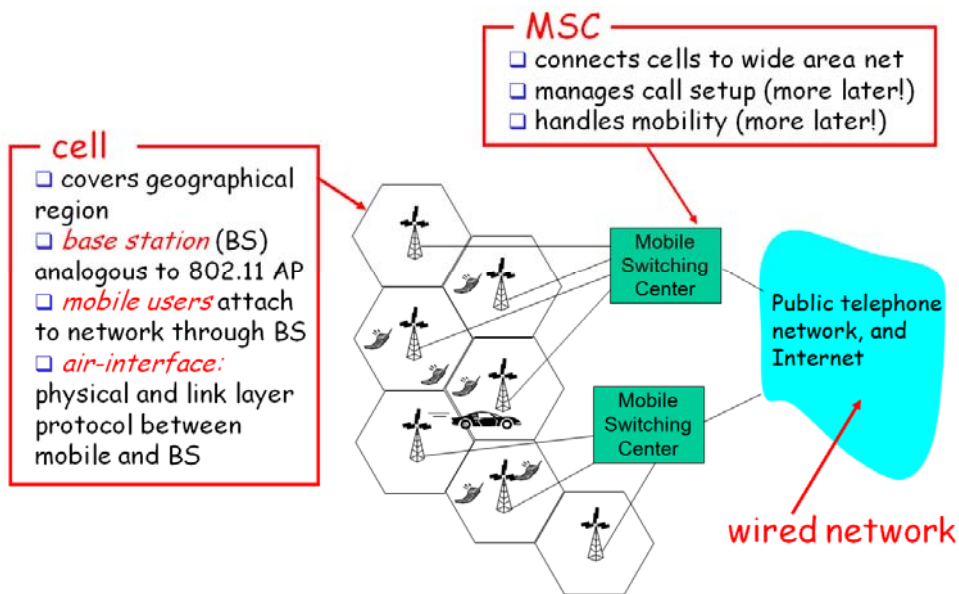 MSC
❑ connects cells to wide area net
❑ manages call setup (more later!)
❑ handles mobility (more later!)
cell
❑ covers geographical
region
❑ base station (BS)
analogous to 802.11 AP
❑ mobile users attach
to network through BS
❑ air-interface:
physical and link layer
protocol between
mobile and BS
Mobile
Switching
Center
Public telephone
network, and
Internet
Mobile
Switching
Center
wired network